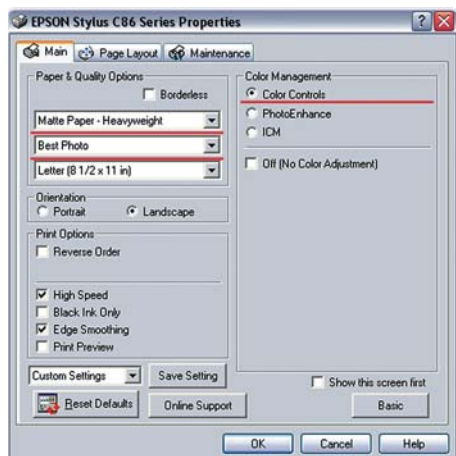 EPSON Stylus C86 Series Properties
Main
Page Layout
Maintenance
Paper & Quality Options
Borderless
Matte Paper - Heavyweight
Best Photo
Letter (8 1/2 x 11 in)
Orientation
Portrait
Landscape
Print Options
Reverse Order
High Speed
Black Ink Only
Edge Smoothing
Print Preview
Custom Settings
Save Setting
Reset Defaults
Online Support
Color Management
Color Controls
PhotoEnhance
ICM
Off (No Color Adjustment)
Show this screen first
Basic
OK
Cancel
Help